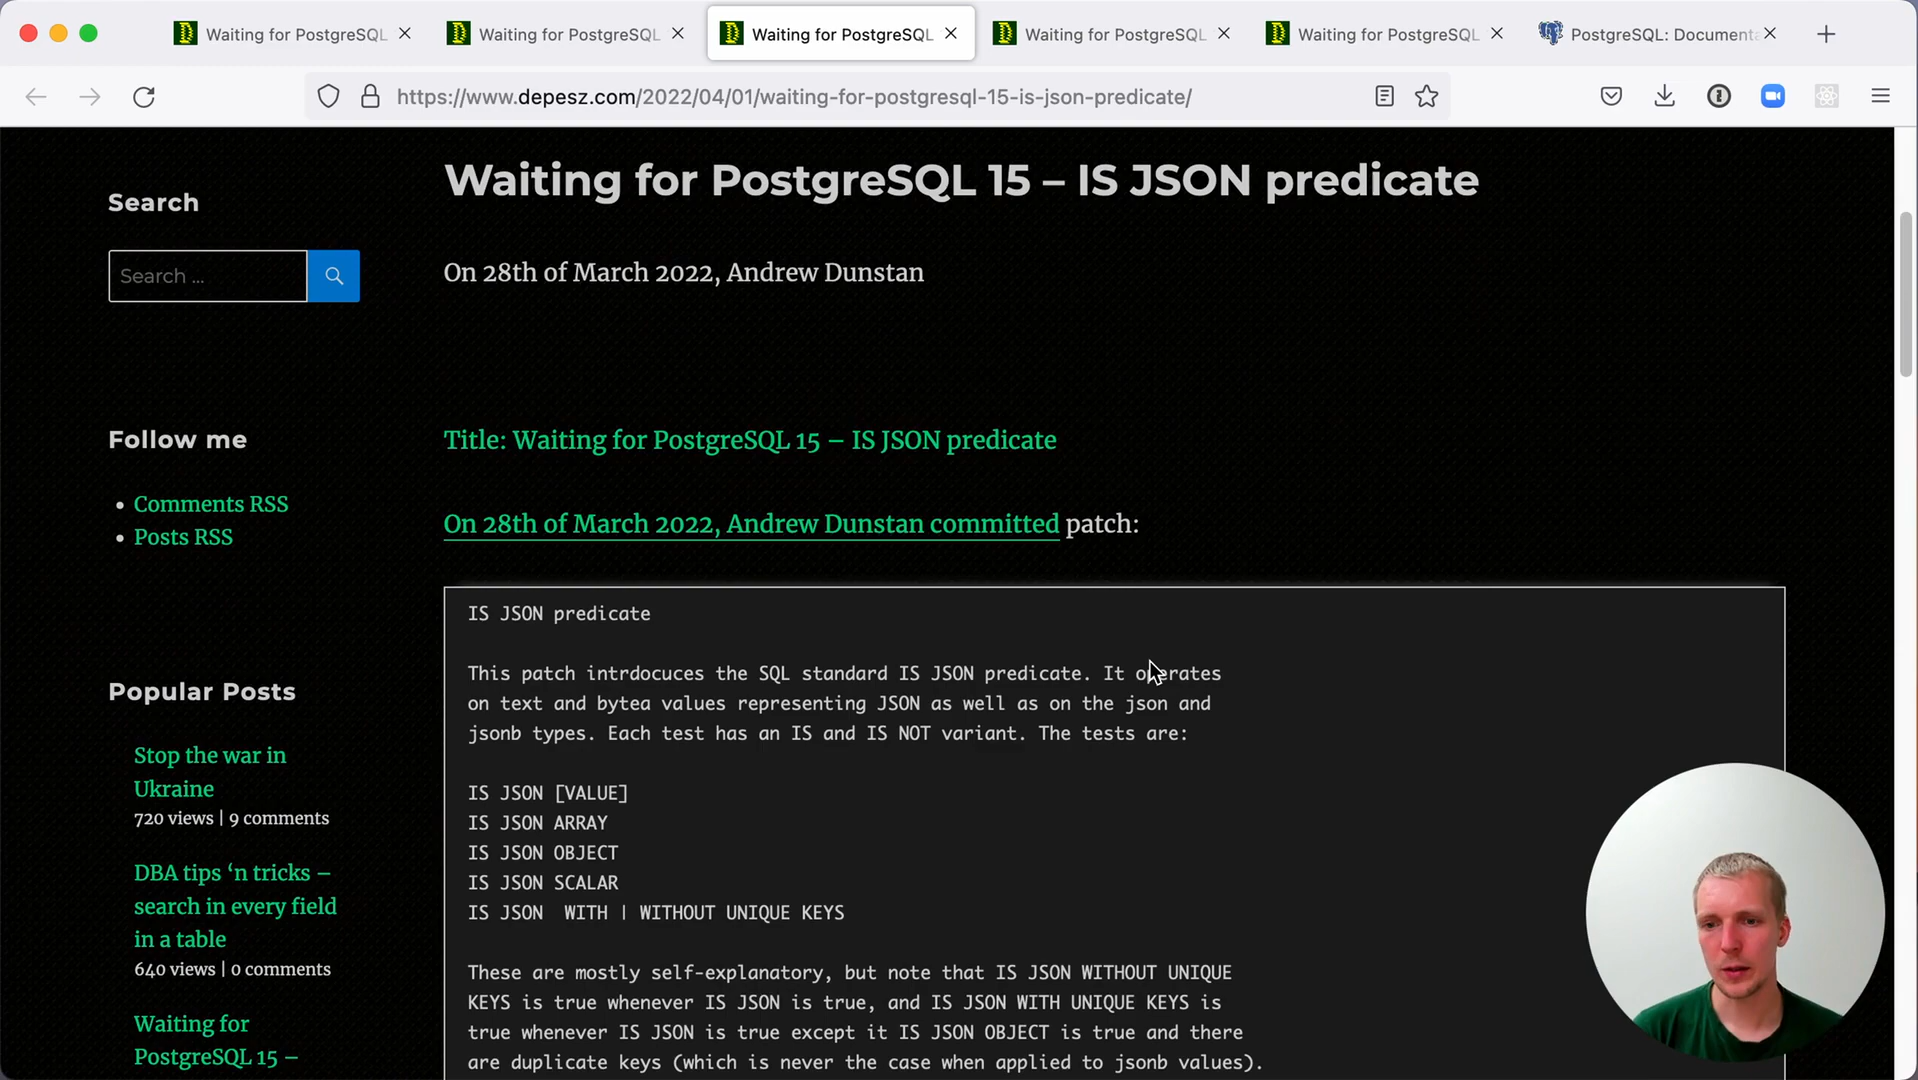 Waiting for PostgreSQL
Waiting for PostgreSQL
Waiting for PostgreSQL
Waiting for PostgreSQL
Waiting for PostgreSQL
PostgreSQL: Documenta
https://www.depesz.com/2022/04/01/waiting-for-postgresql-15-is-json-predicate/
Search
Search ...
Follow me
Comments RSS
Posts RSS
Popular Posts
Stop the war in
Ukraine
720 views | 9 comments
DBA tips ‘n tricks –
search in every field
in a table
640 views | 0 comments
Waiting for
PostgreSQL 15 –
Waiting for PostgreSQL 15 – IS JSON predicate
On 28th of March 2022, Andrew Dunstan
Title: Waiting for PostgreSQL 15 – IS JSON predicate
On 28th of March 2022, Andrew Dunstan committed patch:
IS JSON predicate
This patch intrdocuces the SQL standard IS JSON predicate. It operates
on text and bytea values representing JSON as well as on the json and
jsonb types. Each test has an IS and IS NOT variant. The tests are:
IS JSON [VALUE]
IS JSON ARRAY
IS JSON OBJECT
IS JSON SCALAR
IS JSON  WITH | WITHOUT UNIQUE KEYS
These are mostly self-explanatory, but note that IS JSON WITHOUT UNIQUE
KEYS is true whenever IS JSON is true, and IS JSON WITH UNIQUE KEYS is
true whenever IS JSON is true except it IS JSON OBJECT is true and there
are duplicate keys (which is never the case when applied to jsonb values).